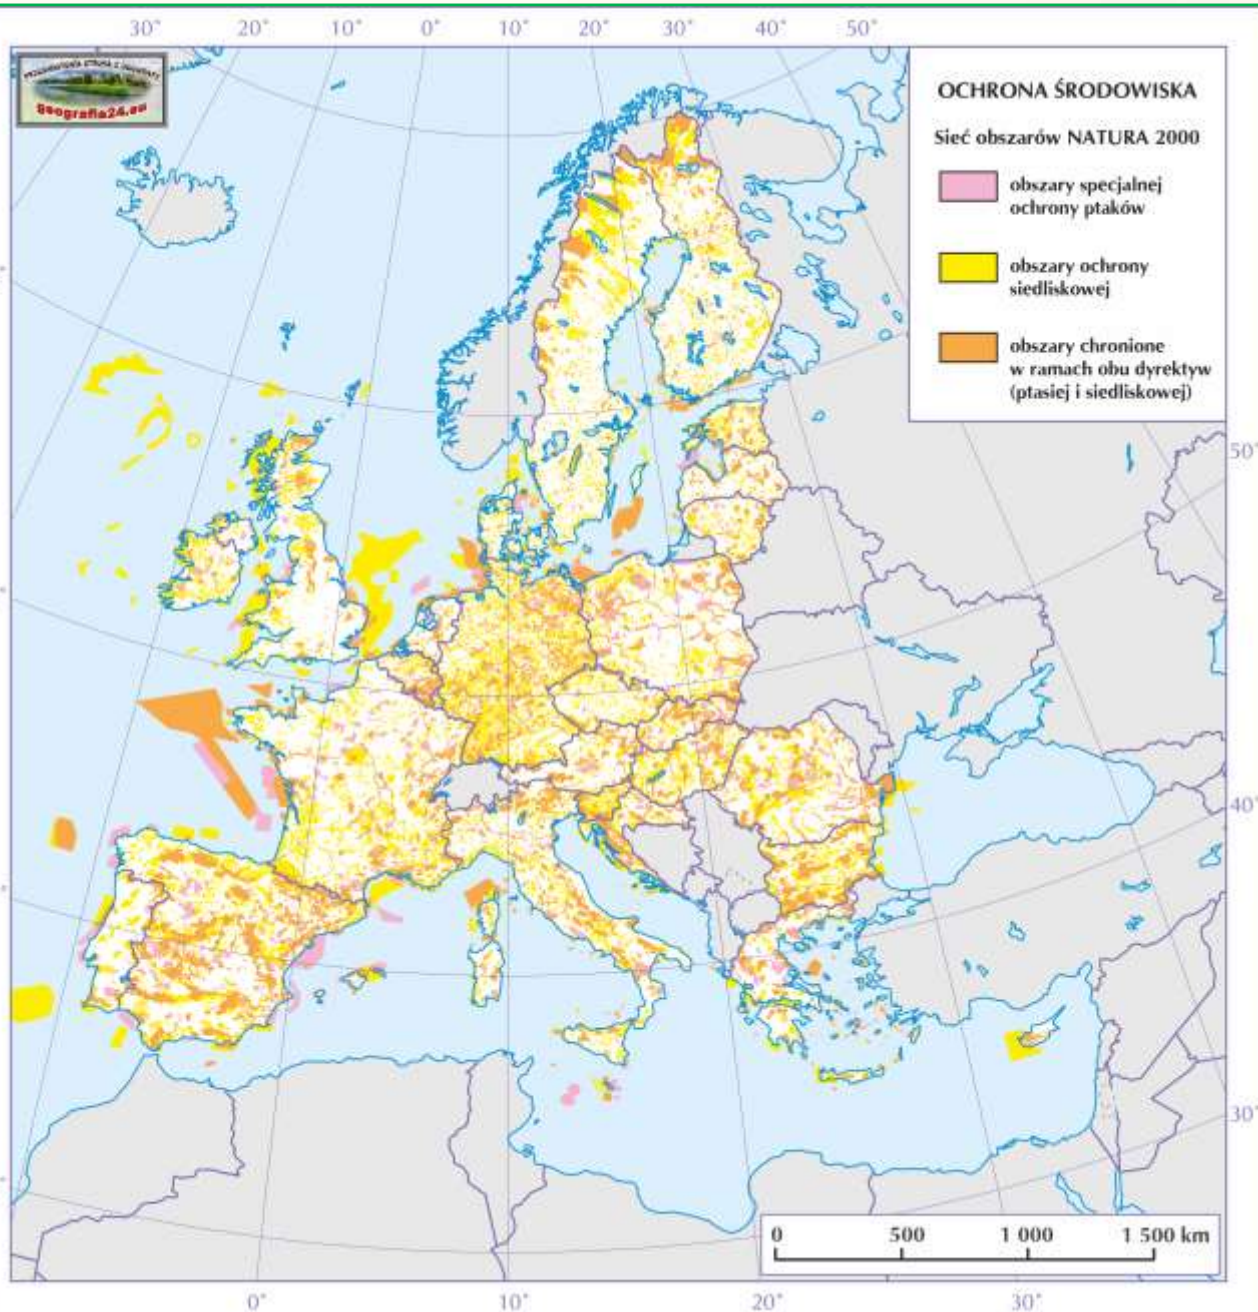 30° 20° 10° 0° 10° 20° 30° 40° 50°
geografia24.eu
OCHRONA ŚRODOWISKA
Sieć obszarów NATURA 2000
obszary specjalnej
ochrony ptaków
obszary ochrony
siedliskowej
obszary chronione
w ramach obu dyrektyw
(ptasiej i siedliskowej)
50°
40°
30°
0 500 1 000 1 500 km
0° 10° 20° 30°